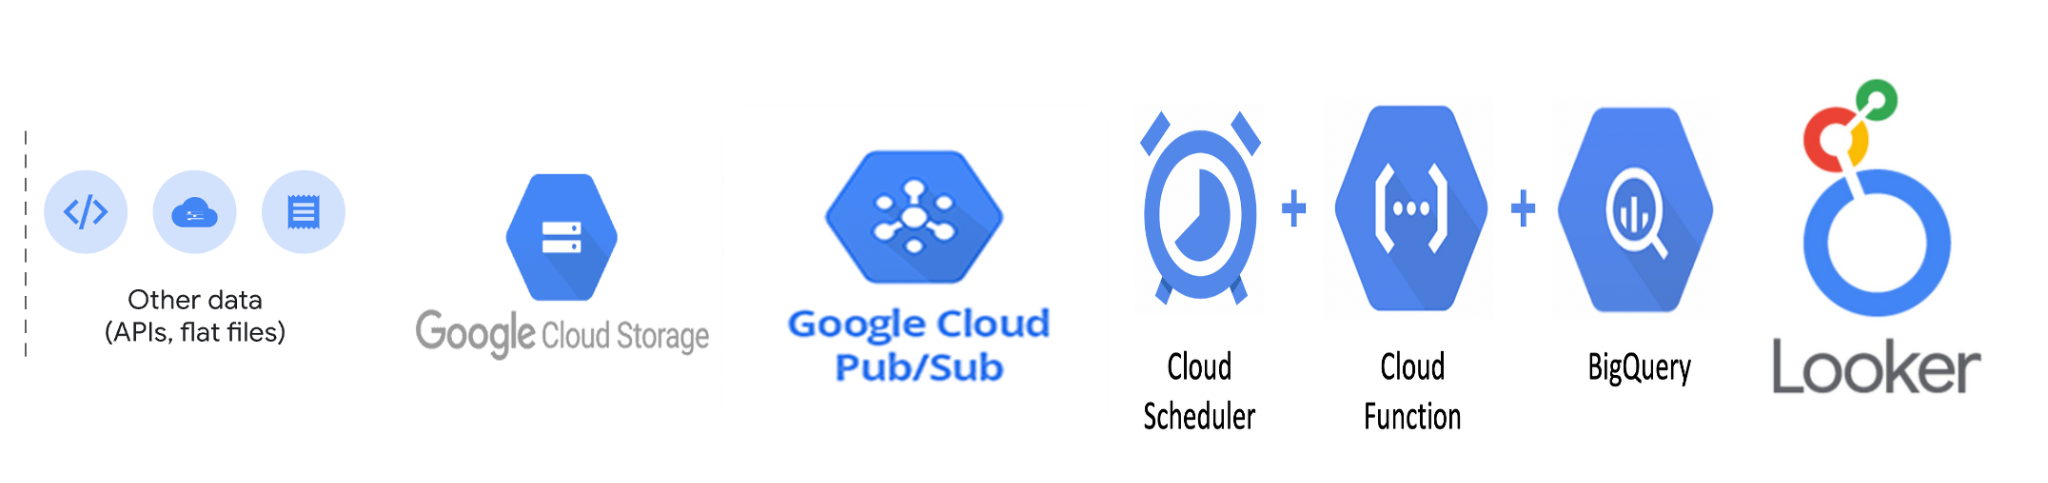 Other data
(APIs, flat files)
Google Cloud Storage
Google Cloud
Pub/Sub
Cloud
Scheduler
+
Cloud
Function
+
BigQuery
Looker